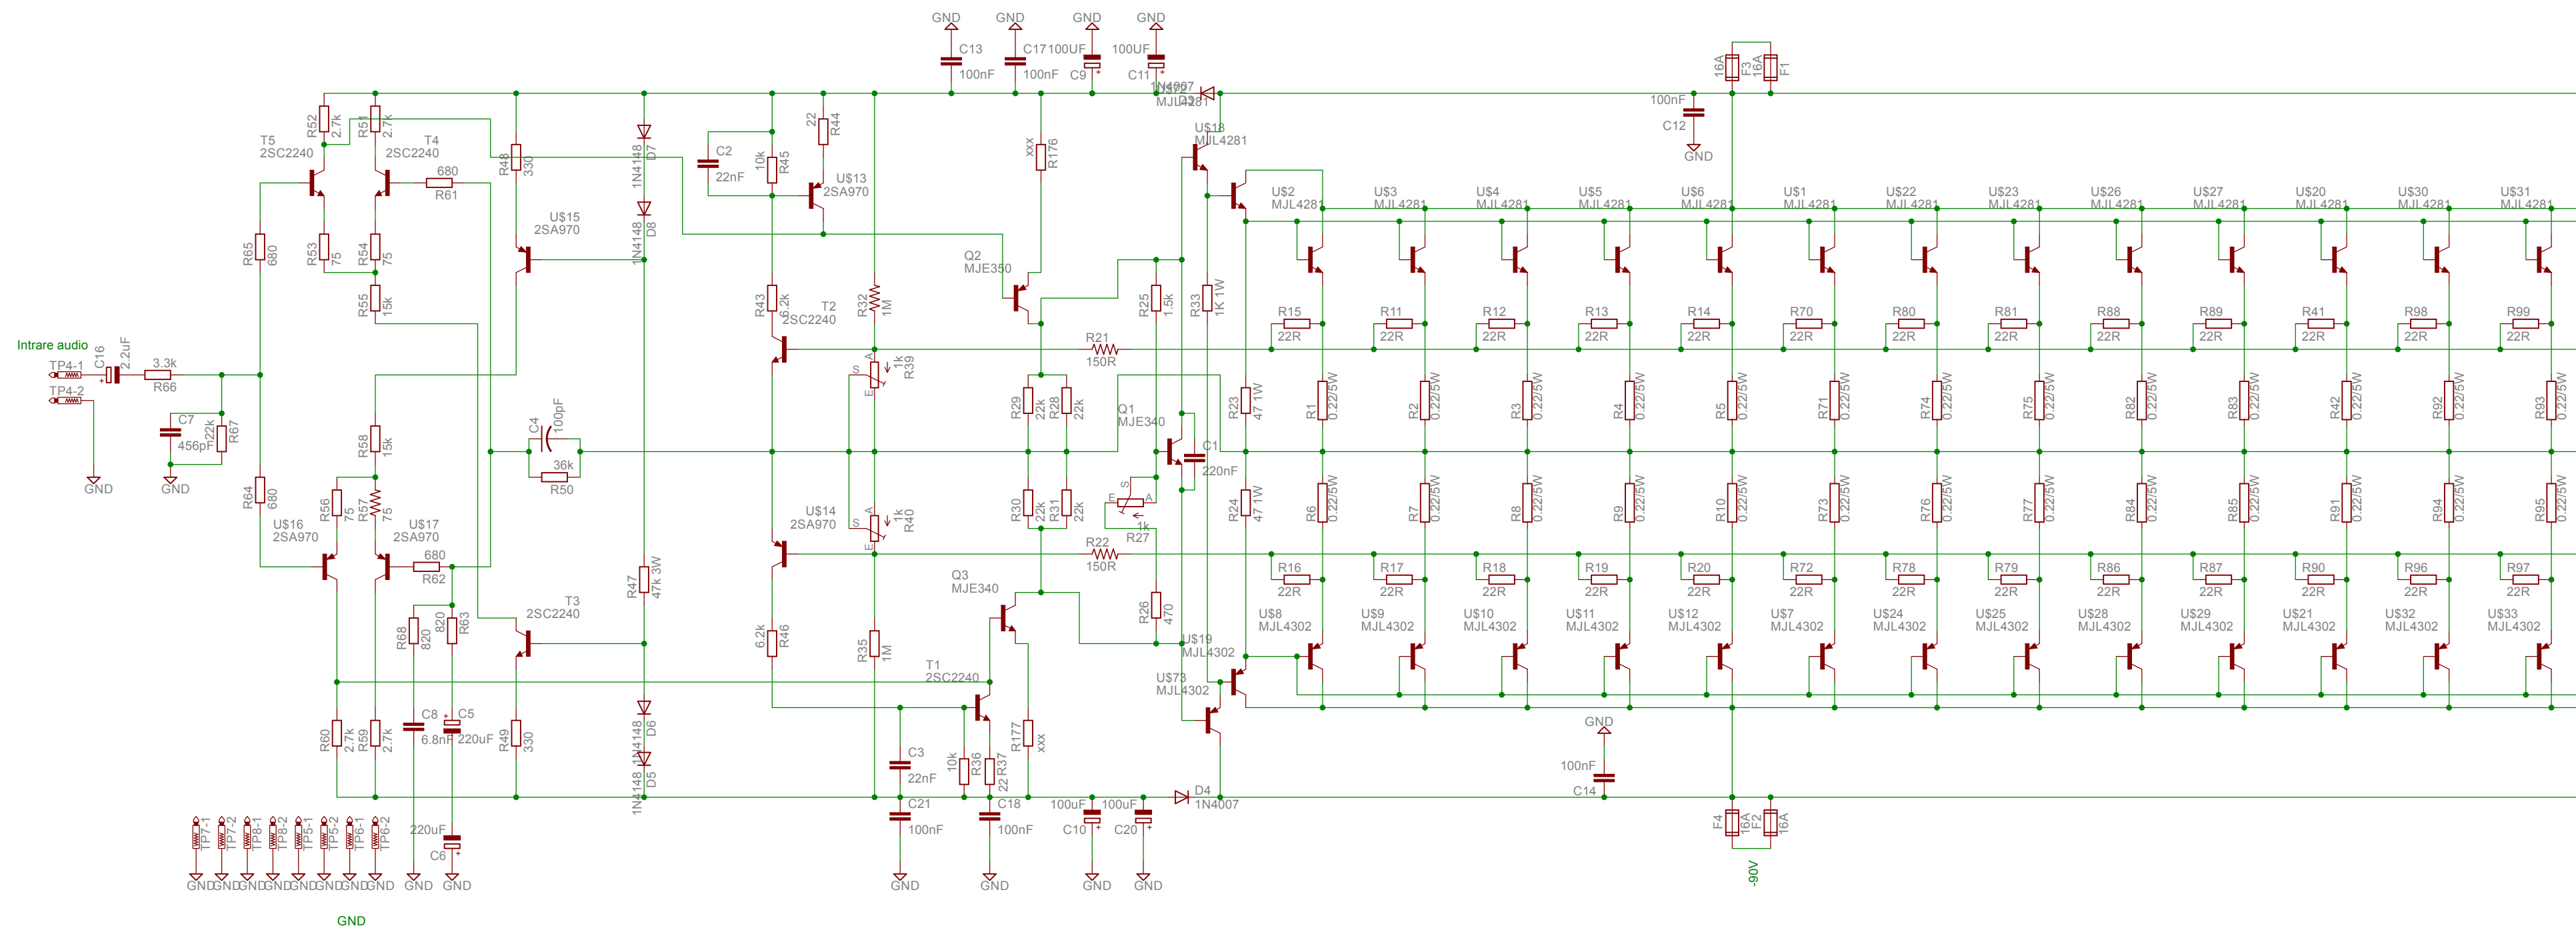 GND GND GND GND
C13 C17 100UF 100UF
100nF 100nF C9 C11
1N4007
D3
U$72
MJL4281
16A F3 16A F1
100nF
C12
GND
R52 2.7k R51 2.7k
T5 T4
2SC2240 2SC2240
680
R61
R48 330
1N4148 D7
1N4148 D8
C2
22nF
10k R45
22 R44
U$13
2SA970
xxx R176
U$18
MJL4281
U$2 U$3 U$4 U$5 U$6 U$1 U$22 U$23 U$26 U$27 U$20 U$30 U$31
MJL4281 MJL4281 MJL4281 MJL4281 MJL4281 MJL4281 MJL4281 MJL4281 MJL4281 MJL4281 MJL4281 MJL4281 MJL4281
U$15
2SA970
R65 680
R53 75 R54 75
R55 15k
Q2
MJE350
R43 6.2k
T2
2SC2240
R32 1M
R25 1.5k
R33 1K 1W
R15 R11 R12 R13 R14 R70 R80 R81 R88 R89 R41 R98 R99
22R 22R 22R 22R 22R 22R 22R 22R 22R 22R 22R 22R 22R
R21
150R
Intrare audio
TP4-1
TP4-2
C16 2.2uF
3.3k
R66
A S E 1k R39
R29 22k R28 22k
Q1
MJE340
R23 47 1W
R1 0.22/5W R2 0.22/5W R3 0.22/5W R4 0.22/5W R5 0.22/5W R71 0.22/5W R74 0.22/5W R75 0.22/5W R82 0.22/5W R83 0.22/5W R42 0.22/5W R92 0.22/5W R93 0.22/5W
C7
456pF
22k R67
GND GND
R58 15k
C4 100pF
36k
R50
C1
220nF
R64 680
R56 75 R57 75
U$16 U$17
2SA970 2SA970
680
R62
U$14
2SA970
A S E 1k R40
R30 22k R31 22k
S E A
1k
R27
R24 47 1W
R6 0.22/5W R7 0.22/5W R8 0.22/5W R9 0.22/5W R10 0.22/5W R73 0.22/5W R76 0.22/5W R77 0.22/5W R84 0.22/5W R85 0.22/5W R91 0.22/5W R94 0.22/5W R95 0.22/5W
R22
150R
R16 R17 R18 R19 R20 R72 R78 R79 R86 R87 R90 R96 R97
22R 22R 22R 22R 22R 22R 22R 22R 22R 22R 22R 22R 22R
R47 47k 3W
Q3
MJE340
R26 470
T3
2SC2240
R68 820 820 R63
6.2k R46
R35 1M
U$19
MJL4302
U$8 U$9 U$10 U$11 U$12 U$7 U$24 U$25 U$28 U$29 U$21 U$32 U$33
MJL4302 MJL4302 MJL4302 MJL4302 MJL4302 MJL4302 MJL4302 MJL4302 MJL4302 MJL4302 MJL4302 MJL4302 MJL4302
T1
2SC2240
U$73
MJL4302
R60 2.7k R59 2.7k
C8
6.8nF
C5
220uF
R49 330
1N4148 D6
1N4148 D5
C3
22nF
10k R36 22 R37
R177 xxx
GND
100nF
C14
D4
1N4007
C21
100nF
C18
100nF
100uF 100uF
C10 C20
F4 16A F2 16A
-90V
TP7-1 TP7-2 TP8-1 TP8-2 TP5-1 TP5-2 TP6-1 TP6-2
220uF
C6
GND GND GND GND GND GND GND GND GND GND GND GND GND GND
GND